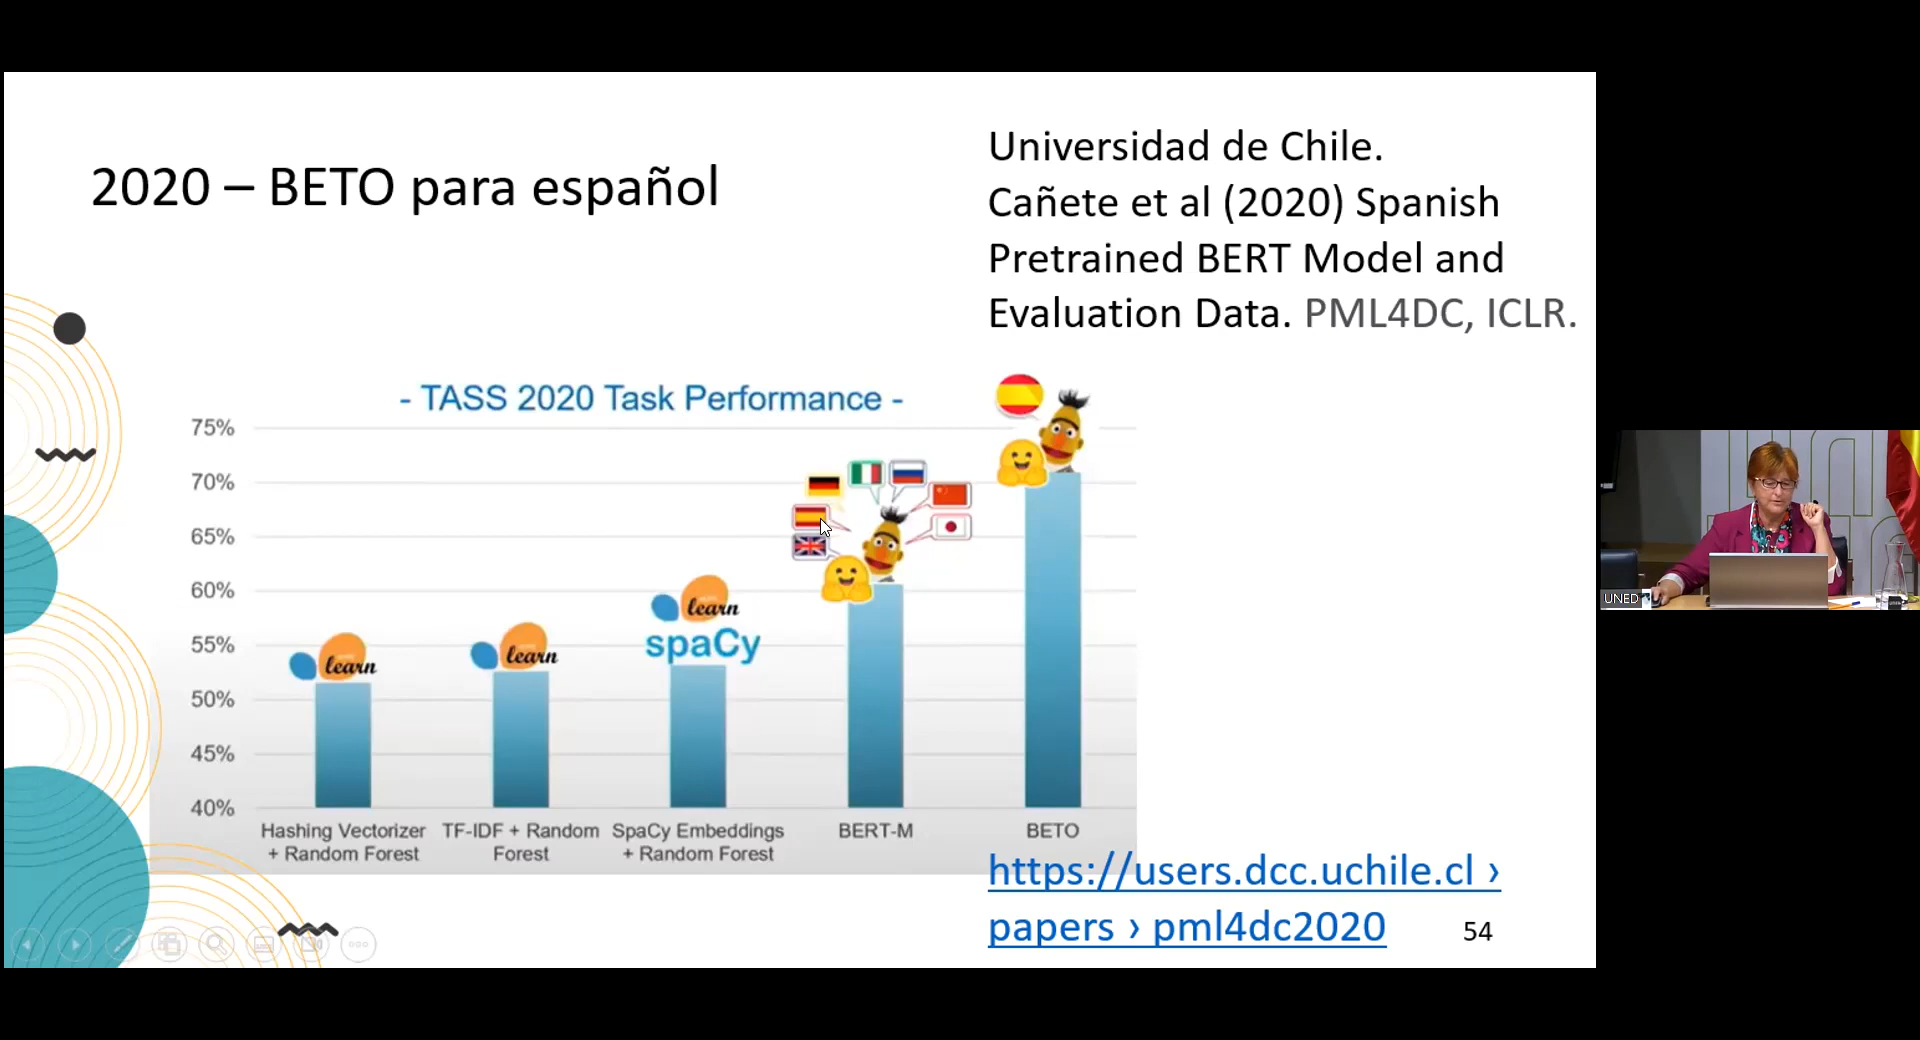 2020 – BETO para español
Universidad de Chile.
Cañete et al (2020) Spanish
Pretrained BERT Model and
Evaluation Data. PML4DC, ICLR.
- TASS 2020 Task Performance -
75%
70%
65%
60%
55%
50%
45%
40%
learn
learn
learn
spaCy
Hashing Vectorizer
+ Random Forest
TF-IDF + Random
Forest
SpaCy Embeddings
+ Random Forest
BERT-M
BETO
https://users.dcc.uchile.cl ›
papers › pml4dc2020
54
UNED